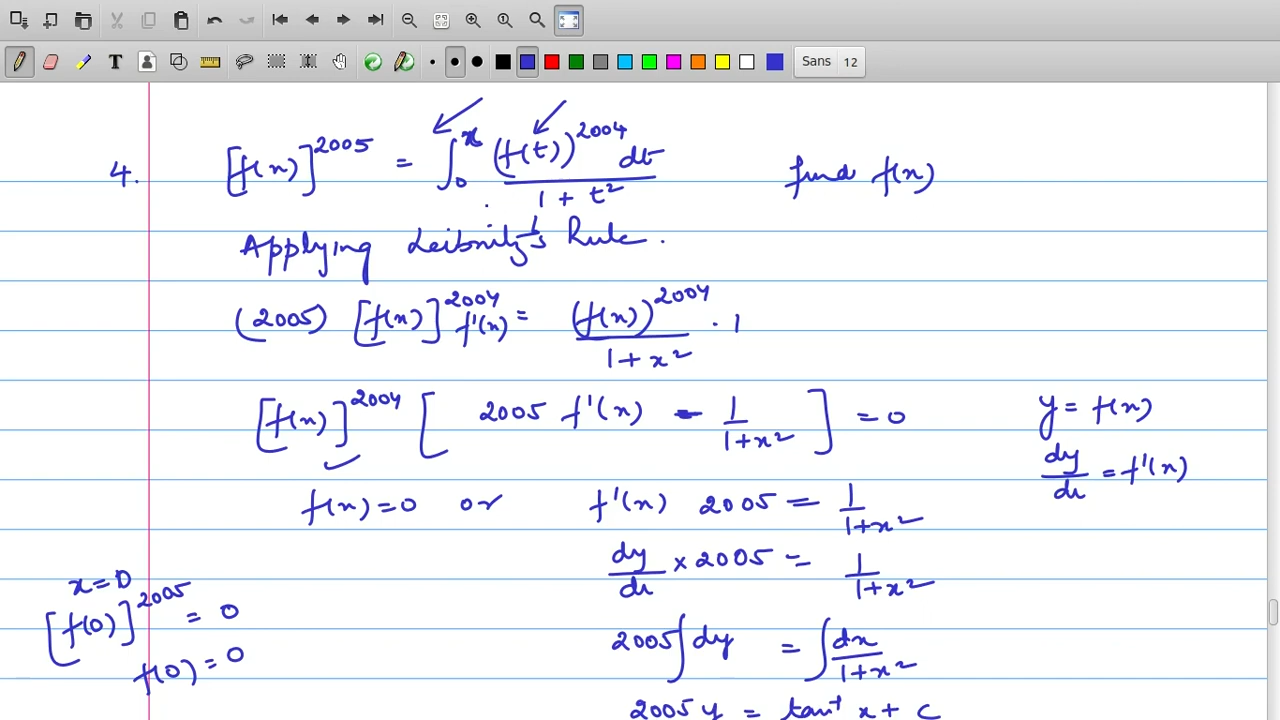 Sans 12
4. [f(x)]^2005 = ∫_0^x (f(t))^2004 dt / 1 + t² find f(x)
Applying Leibnitz's Rule.
(2005) [f(x)]^2004 f'(x) = (f(x))^2004 / 1 + x² . 1
[f(x)]^2004 [ 2005 f'(x) - 1 / 1+x² ] = 0
y = f(x)
dy/dx = f'(x)
f(x) = 0 or f'(x) 2005 = 1 / 1+x²
dy/dx × 2005 = 1 / 1+x²
x = 0
[f(0)]^2005 = 0
f(0) = 0
2005 ∫ dy = ∫ dx / 1+x²
2005 y = tan⁻¹ x + c